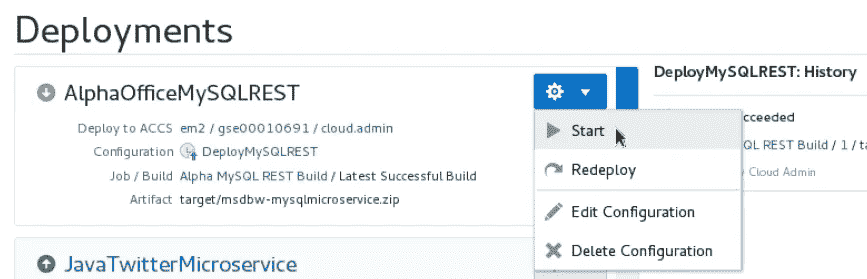 Deployments
AlphaOfficeMySQLREST
Deploy to ACCS em2 / gse00010691 / cloud.admin
Configuration DeployMySQLREST
Job / Build Alpha MySQL REST Build / Latest Successful Build
Artifact target/msdbw-mysqlmicroservice.zip
JavaTwitterMicroservice
Start
Redeploy
Edit Configuration
Delete Configuration
DeployMySQLREST: History
cceeded
QL REST Build / 1 / ta
/ Cloud Admin